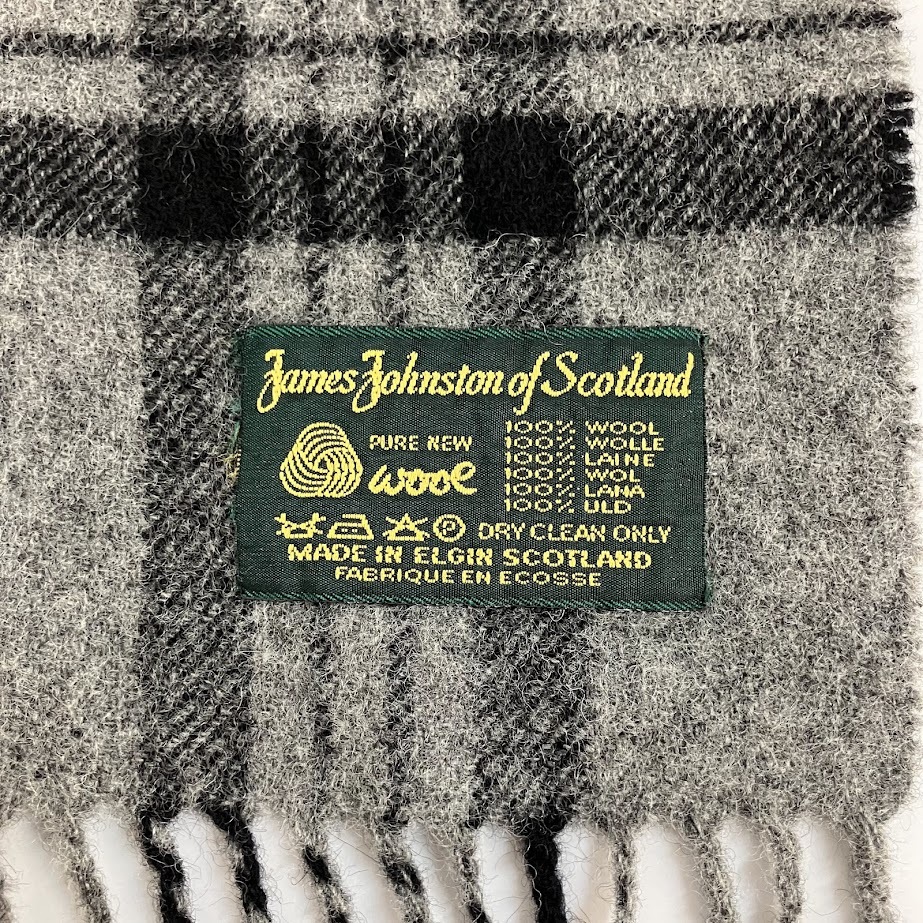 James Johnston of Scotland
PURE NEW
wool
100% WOOL
100% WOLLE
100% LAINE
100% WOL
100% LANA
100% ULD
P DRY CLEAN ONLY
MADE IN ELGIN SCOTLAND
FABRIQUE EN ECOSSE